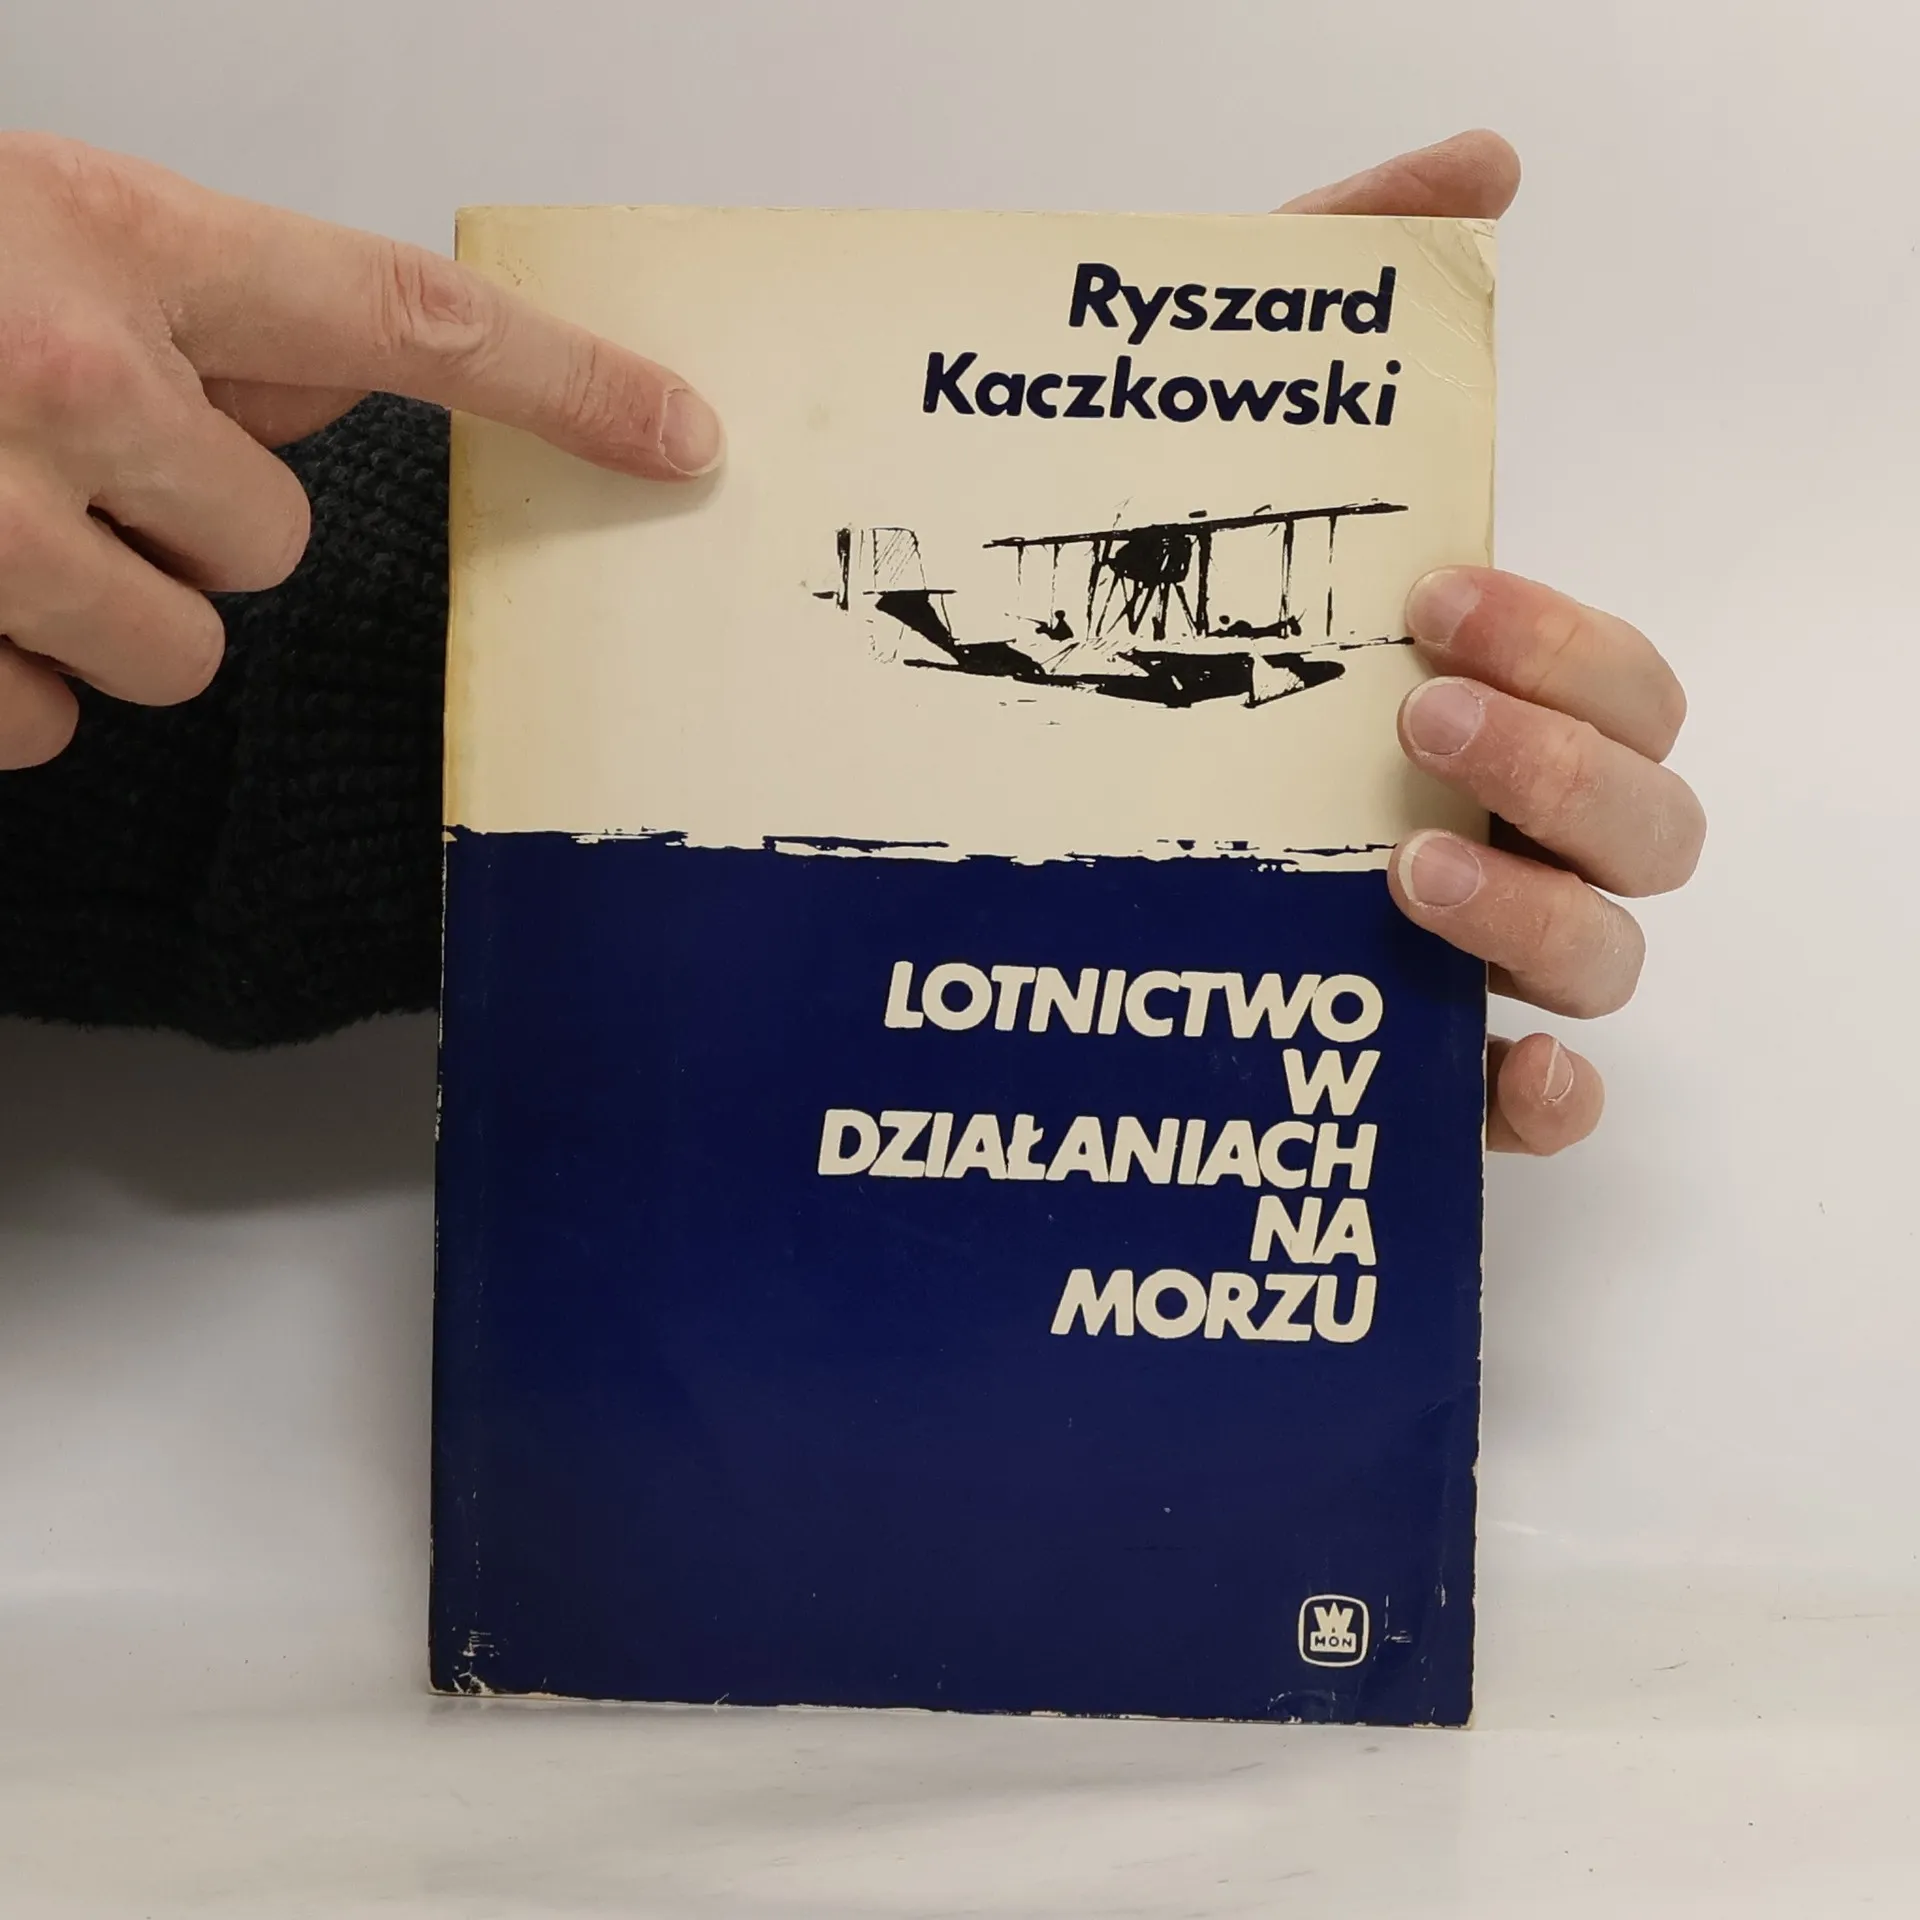 Ryszard
Kaczkowski
LOTNICTWO
W
DZIAŁANIACH
NA
MORZU
W
MON